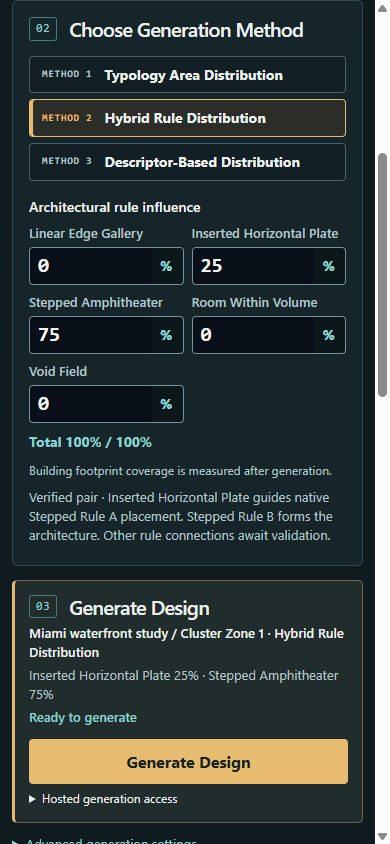 02 Choose Generation Method
METHOD 1 Typology Area Distribution
METHOD 2 Hybrid Rule Distribution
METHOD 3 Descriptor-Based Distribution
Architectural rule influence
Linear Edge Gallery Inserted Horizontal Plate
0 % 25 %
Stepped Amphitheater Room Within Volume
75 % 0 %
Void Field
0 %
Total 100% / 100%
Building footprint coverage is measured after generation.
Verified pair · Inserted Horizontal Plate guides native
Stepped Rule A placement. Stepped Rule B forms the
architecture. Other rule connections await validation.
03 Generate Design
Miami waterfront study / Cluster Zone 1 · Hybrid Rule
Distribution
Inserted Horizontal Plate 25% · Stepped Amphitheater
75%
Ready to generate
Generate Design
Hosted generation access
Advanced generation settings